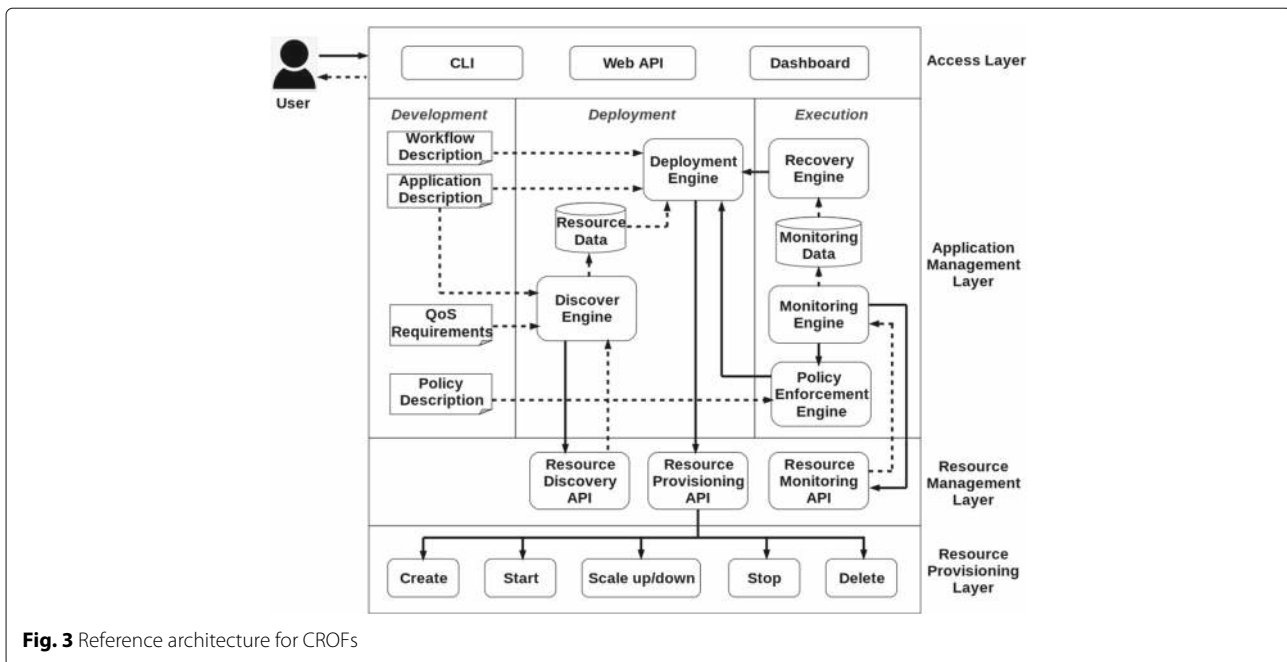 CLI
Web API
Dashboard
Access Layer
User
Development
Deployment
Execution
Workflow
Description
Application
Description
QoS
Requirements
Policy
Description
Deployment
Engine
Resource
Data
Discover
Engine
Recovery
Engine
Monitoring
Data
Monitoring
Engine
Policy
Enforcement
Engine
Application
Management
Layer
Resource
Discovery
API
Resource
Provisioning
API
Resource
Monitoring
API
Resource
Management
Layer
Create
Start
Scale up/down
Stop
Delete
Resource
Provisioning
Layer
Fig. 3 Reference architecture for CROFs